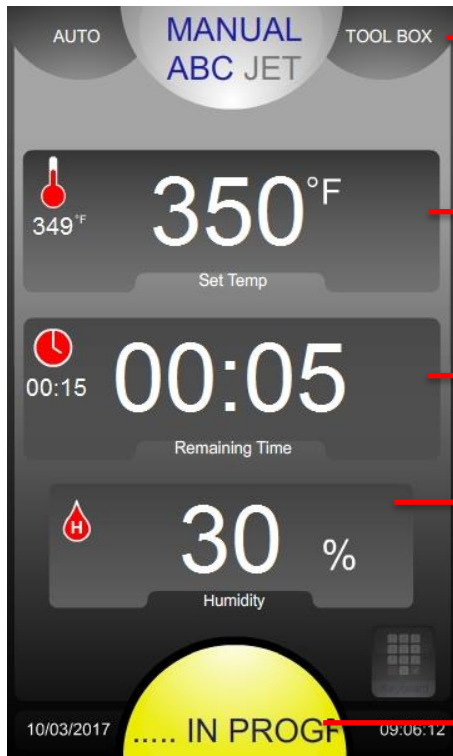 AUTO
MANUAL
TOOL BOX
ABC JET
349°F
350°F
Set Temp
00:15
00:05
Remaining Time
H
30 %
Humidity
10/03/2017
..... IN PROGR
09:06:12